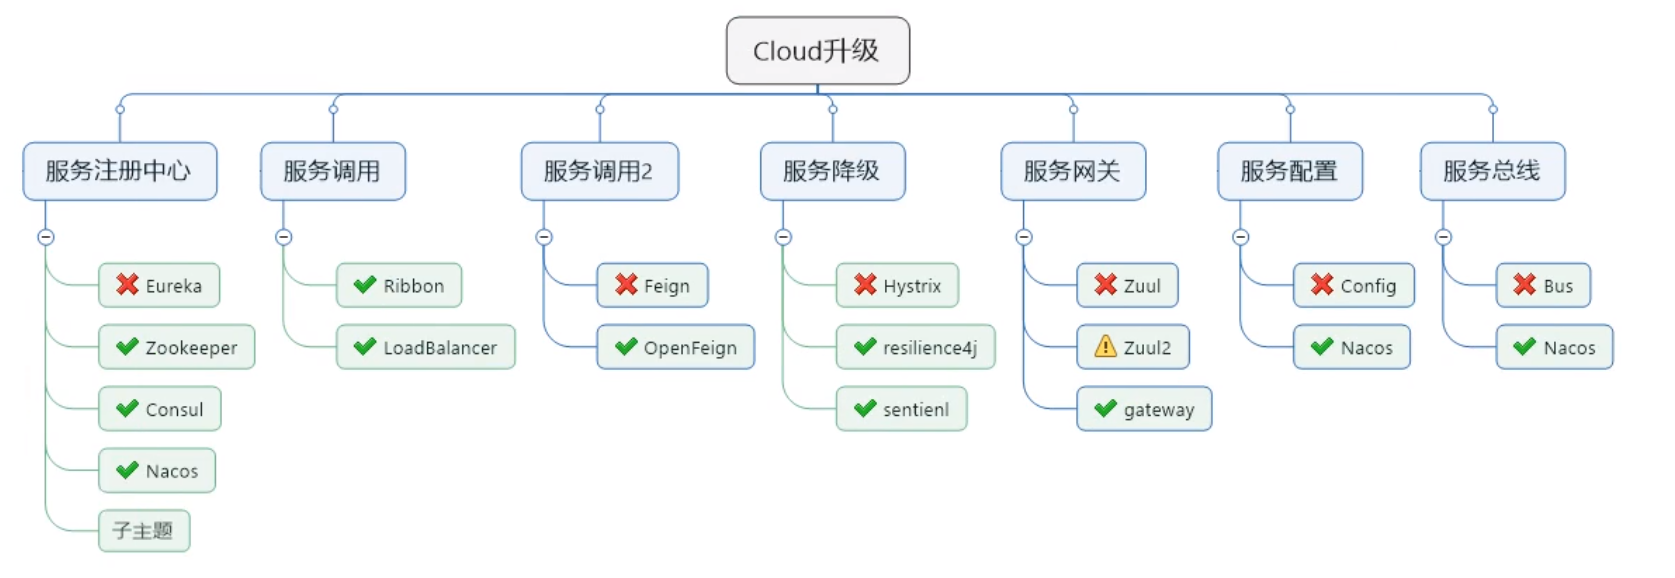 Cloud升级
服务注册中心
服务调用
服务调用2
服务降级
服务网关
服务配置
服务总线
Eureka
Zookeeper
Consul
Nacos
子主题
Ribbon
LoadBalancer
Feign
OpenFeign
Hystrix
resilience4j
sentienl
Zuul
Zuul2
gateway
Config
Nacos
Bus
Nacos